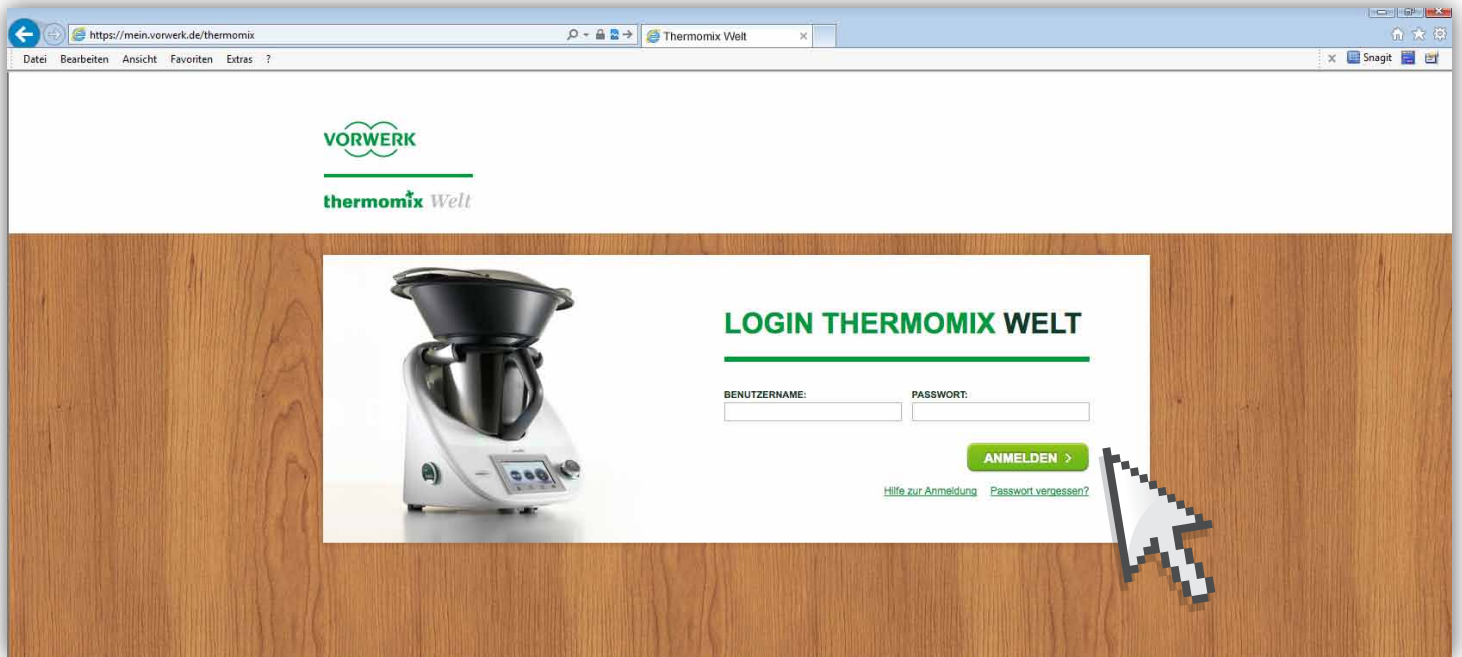 https://mein.vorwerk.de/thermomix
Thermomix Welt
Datei Bearbeiten Ansicht Favoriten Extras ?
x Snagit
VORWERK
thermomix Welt
LOGIN THERMOMIX WELT
BENUTZERNAME: PASSWORT:
ANMELDEN >
Hilfe zur Anmeldung Passwort vergessen?